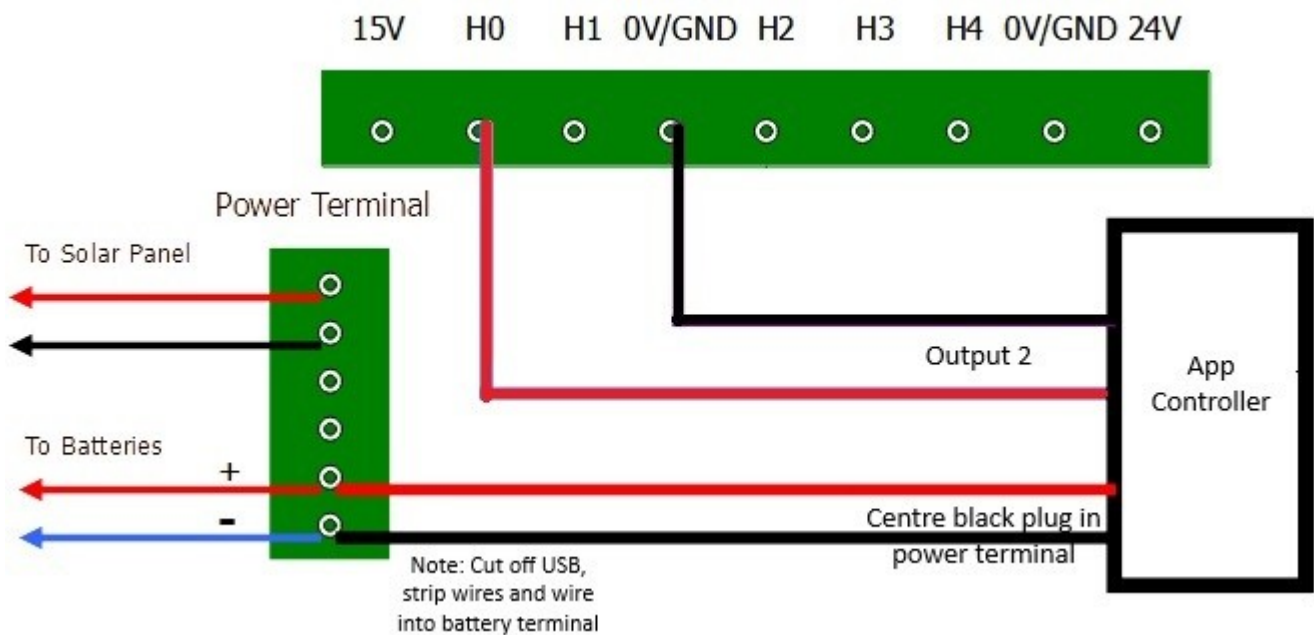 15V H0 H1 0V/GND H2 H3 H4 0V/GND 24V
Power Terminal
To Solar Panel
Output 2
App
Controller
To Batteries
+
-
Centre black plug in
power terminal
Note: Cut off USB,
strip wires and wire
into battery terminal